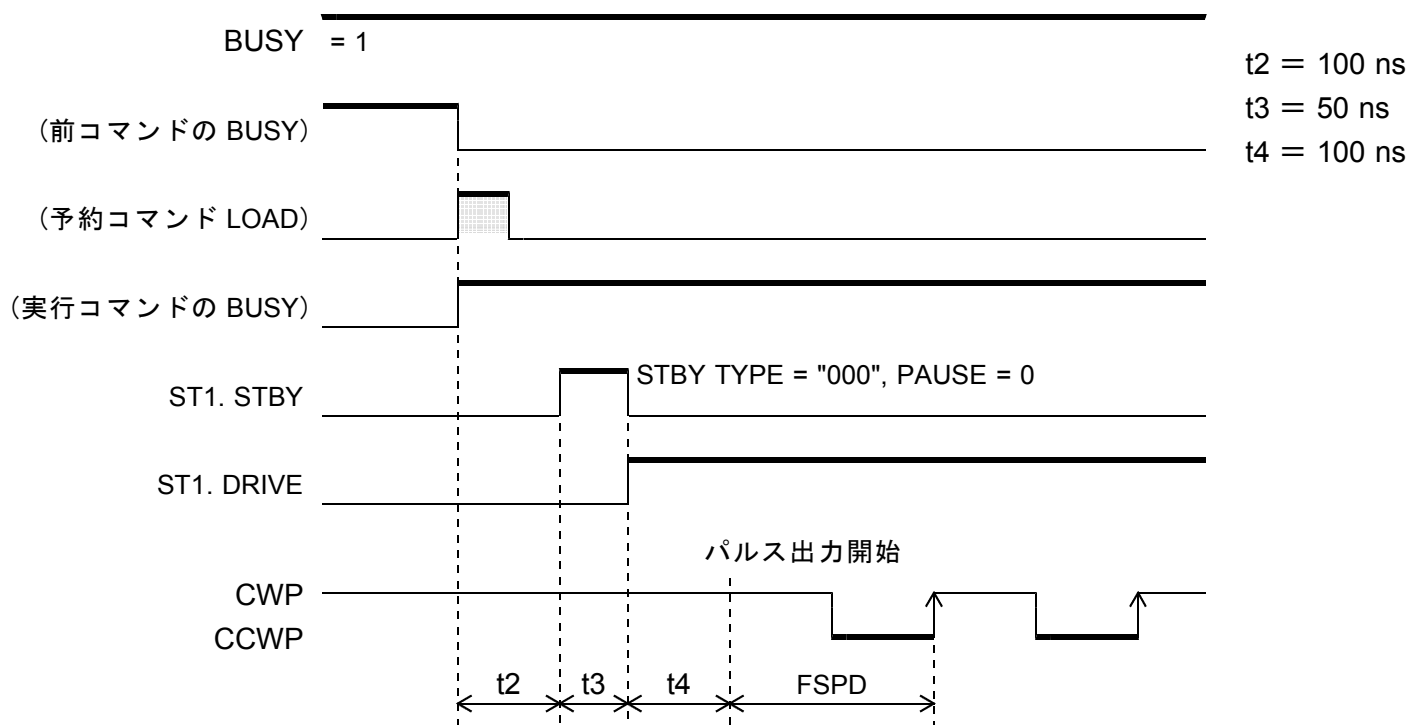 BUSY = 1
t2 = 100 ns
t3 = 50 ns
t4 = 100 ns
(前コマンドの BUSY)
(予約コマンド LOAD)
(実行コマンドの BUSY)
ST1. STBY
STBY TYPE = "000", PAUSE = 0
ST1. DRIVE
パルス出力開始
CWP
CCWP
t2 t3 t4 FSPD